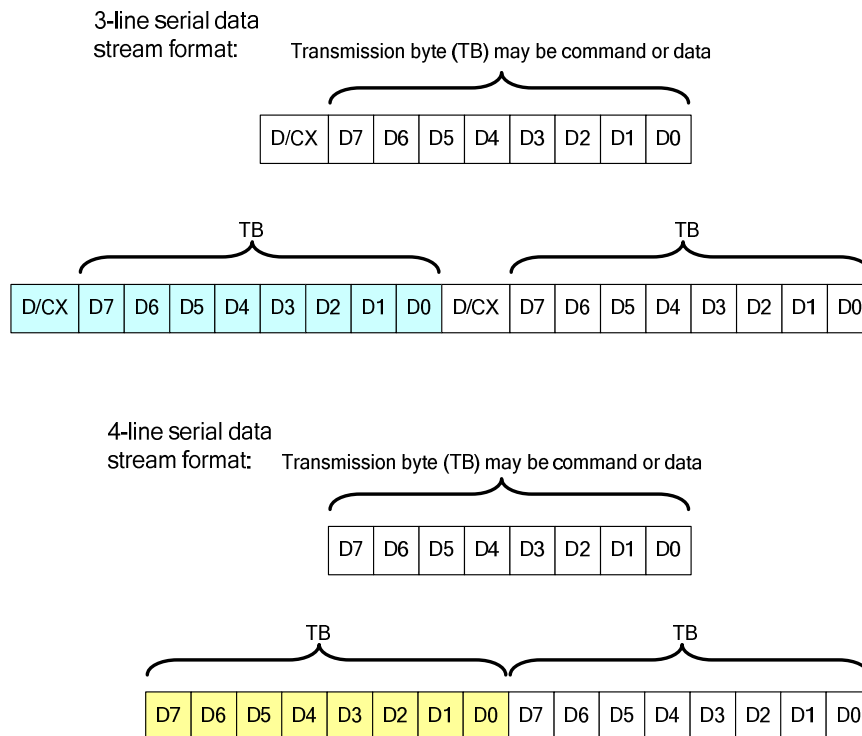 3-line serial data
stream format: Transmission byte (TB) may be command or data
D/CX D7 D6 D5 D4 D3 D2 D1 D0
TB TB
D/CX D7 D6 D5 D4 D3 D2 D1 D0 D/CX D7 D6 D5 D4 D3 D2 D1 D0
4-line serial data
stream format: Transmission byte (TB) may be command or data
D7 D6 D5 D4 D3 D2 D1 D0
TB TB
D7 D6 D5 D4 D3 D2 D1 D0 D7 D6 D5 D4 D3 D2 D1 D0